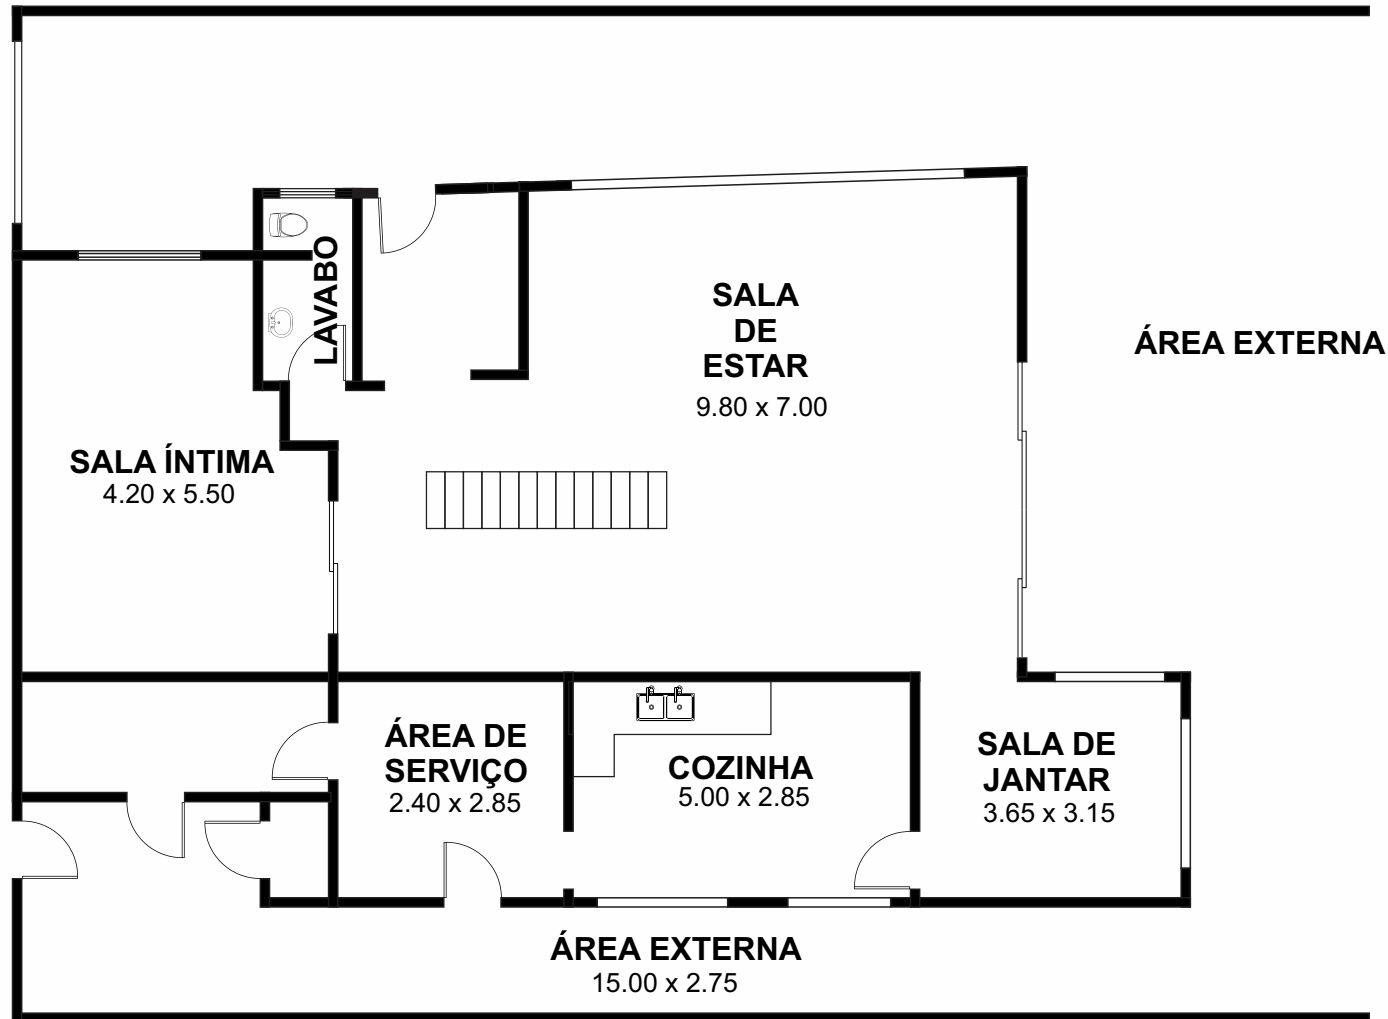 LAVABO
SALA
DE
ESTAR
9.80 x 7.00
ÁREA EXTERNA
SALA ÍNTIMA
4.20 x 5.50
ÁREA DE
SERVIÇO
2.40 x 2.85
COZINHA
5.00 x 2.85
SALA DE
JANTAR
3.65 x 3.15
ÁREA EXTERNA
15.00 x 2.75